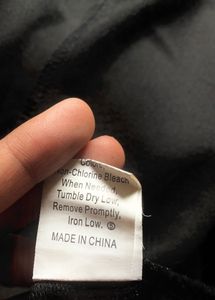 Non-Chlorine Bleach
When Needed,
Tumble Dry Low,
Remove Promptly,
Iron Low.
MADE IN CHINA